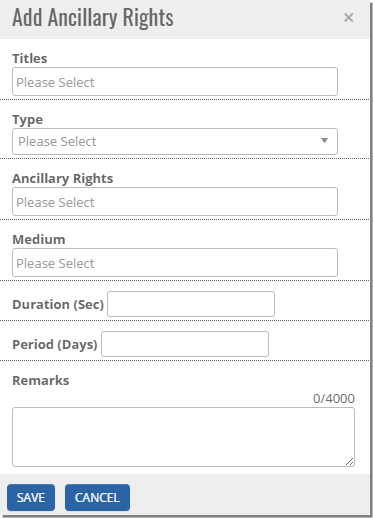 Add Ancillary Rights ×
Titles
Please Select
Type
Please Select
Ancillary Rights
Please Select
Medium
Please Select
Duration (Sec)
Period (Days)
Remarks
0/4000
SAVE CANCEL